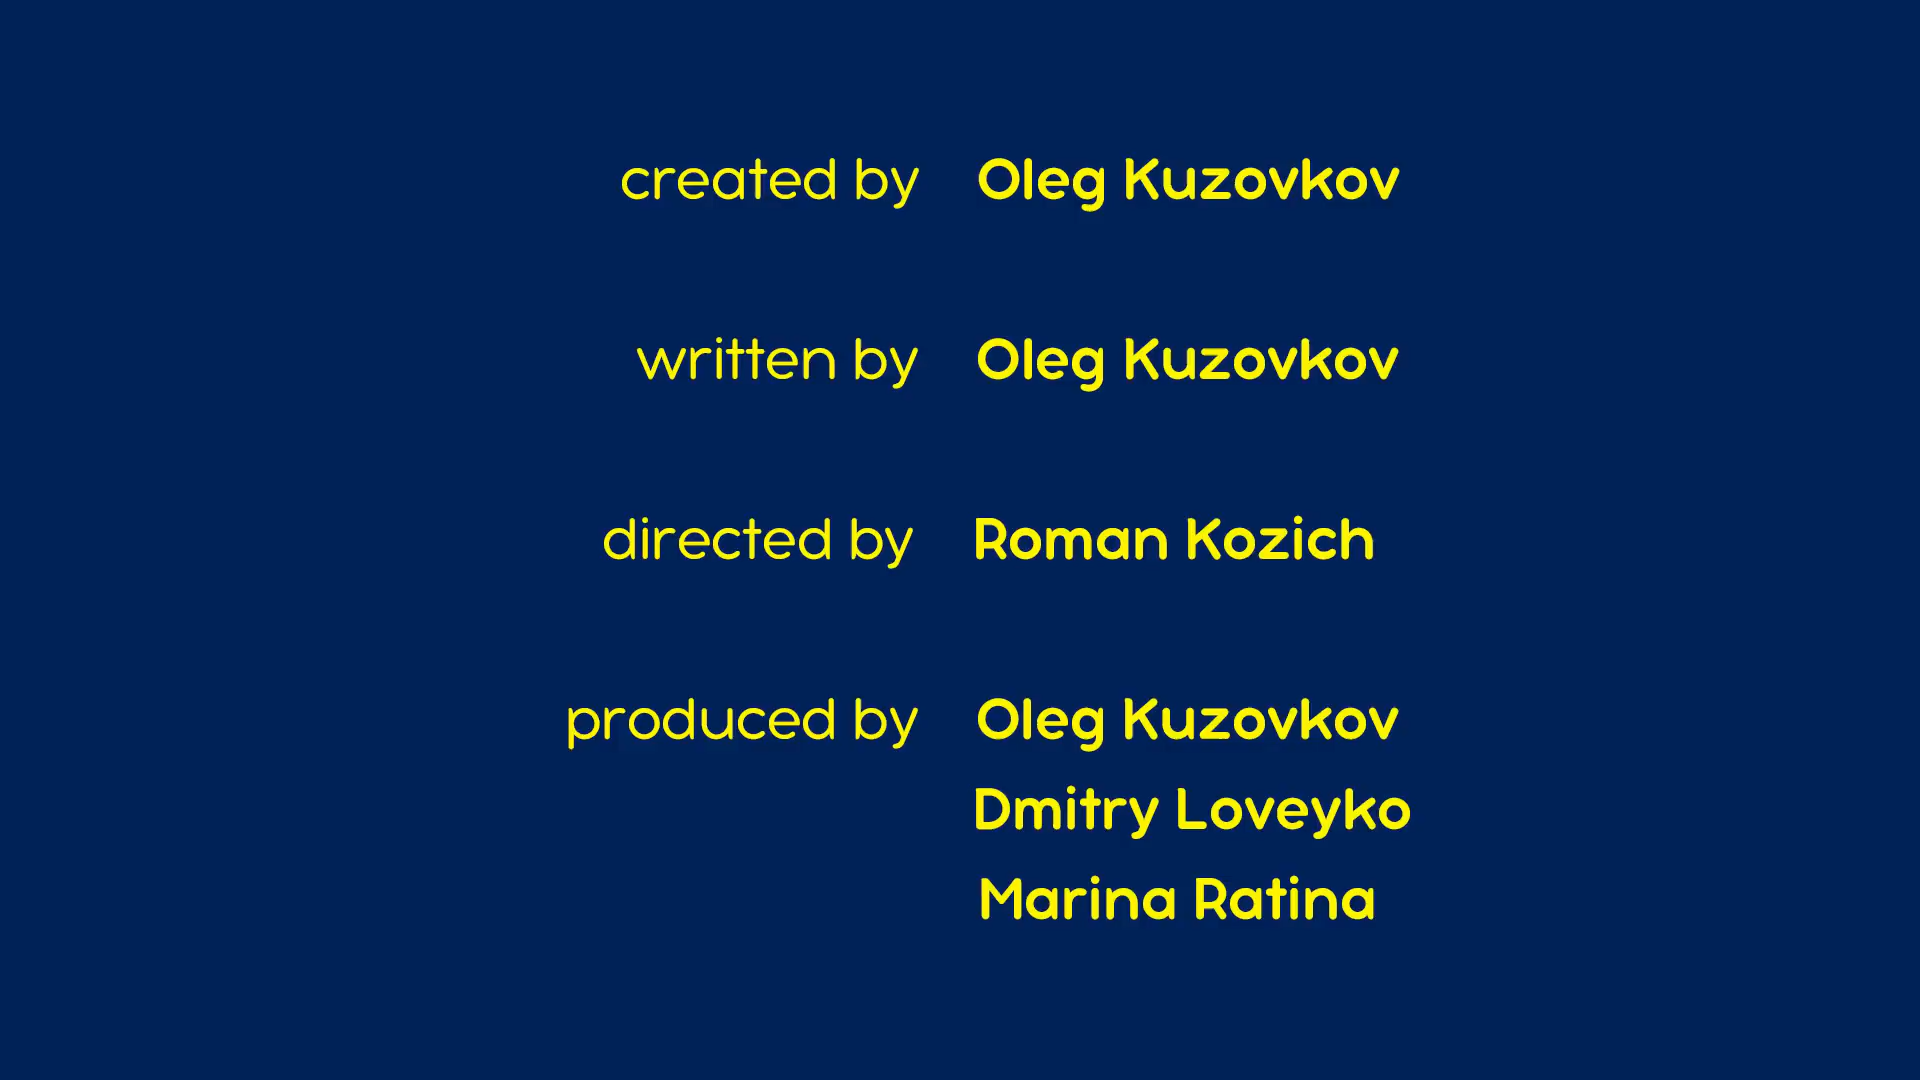 created by Oleg Kuzovkov
written by Oleg Kuzovkov
directed by Roman Kozich
produced by Oleg Kuzovkov
Dmitry Loveyko
Marina Ratina